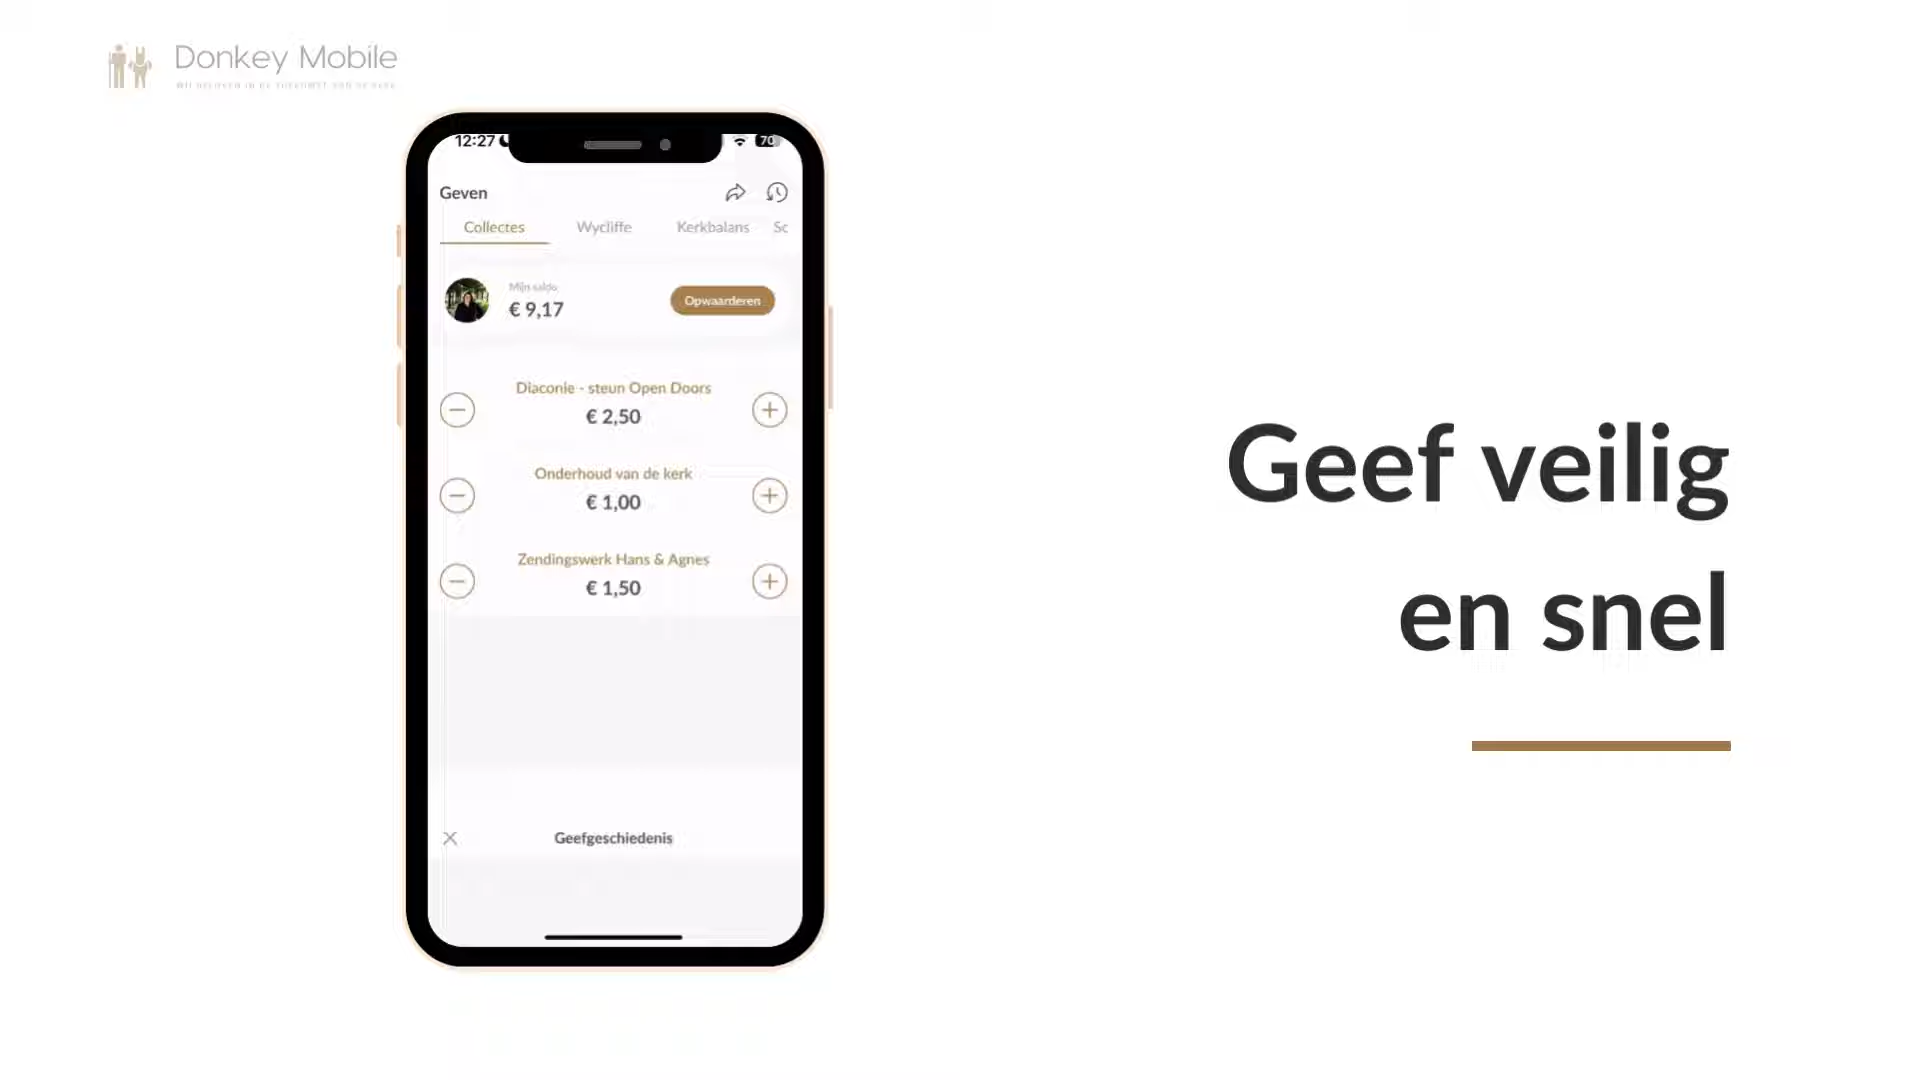 Donkey Mobile
12:27
70
Geven
Collectes Wycliffe Kerkbalans Sc
Mijn saldo
€ 9,17
Opwaarderen
Diaconie - steun Open Doors
€ 2,50
Onderhoud van de kerk
€ 1,00
Zendingswerk Hans & Agnes
€ 1,50
Geefgeschiedenis
Geef veilig
en snel